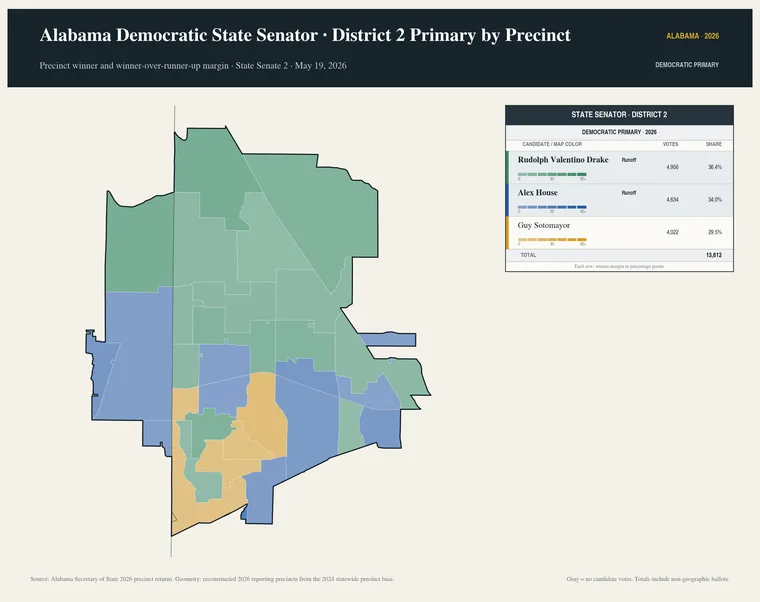 Alabama Democratic State Senator · District 2 Primary by Precinct
ALABAMA · 2026
Precinct winner and winner-over-runner-up margin · State Senate 2 · May 19, 2026
DEMOCRATIC PRIMARY
STATE SENATOR · DISTRICT 2
DEMOCRATIC PRIMARY · 2026
CANDIDATE / MAP COLOR VOTES SHARE
Rudolph Valentino Drake Runoff 4,956 36.4%
Alex House Runoff 4,634 34.0%
Guy Sotomayor 4,022 29.5%
TOTAL 13,612
Each row: winner margin in percentage points
Source: Alabama Secretary of State 2026 precinct returns. Geometry: reconstructed 2026 reporting precincts from the 2024 statewide precinct base.
Gray = no candidate votes. Totals include non-geographic ballots.